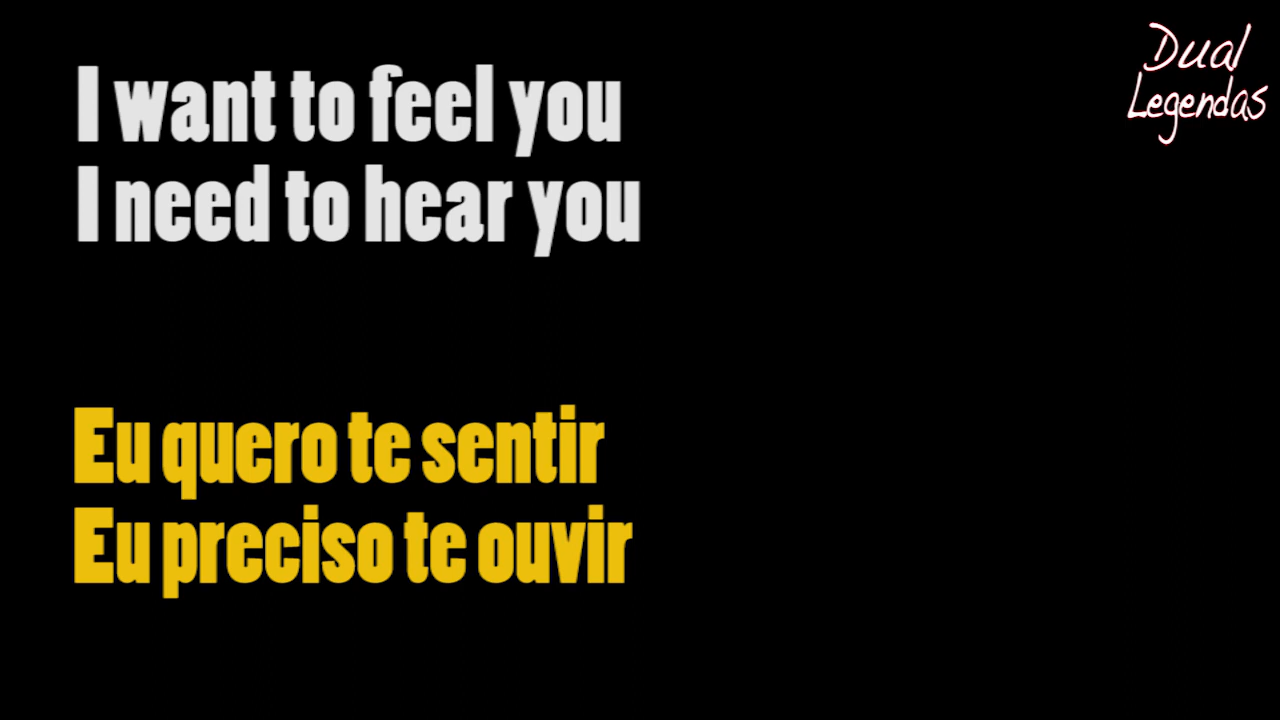 Dual
Legendas
I want to feel you
I need to hear you
Eu quero te sentir
Eu preciso te ouvir